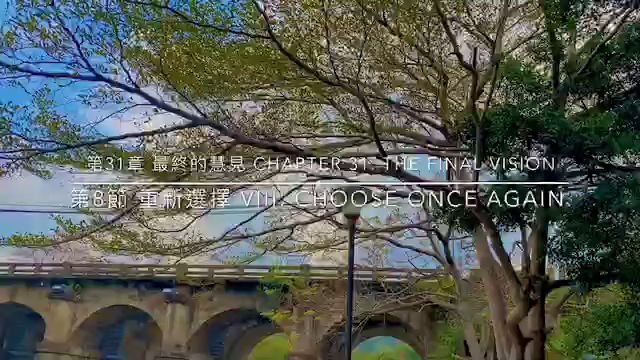 第31章 最終的慧見 CHAPTER 31 THE FINAL VISION
第8節 重新選擇 VIII. CHOOSE ONCE AGAIN